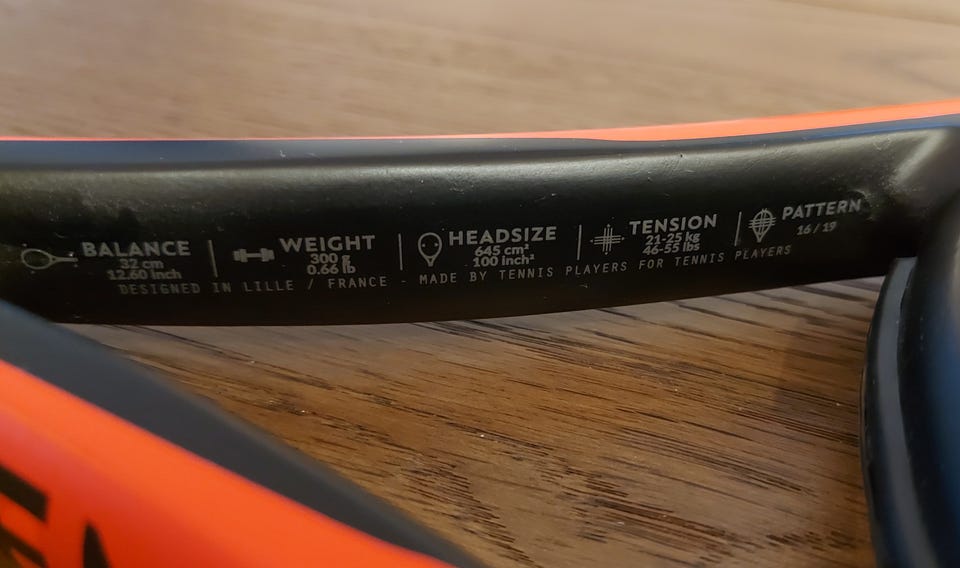 BALANCE
32 cm
12.60 inch
WEIGHT
300 g
0.66 lb
HEADSIZE
645 cm²
100 inch²
TENSION
21-25 kg
46-55 lbs
PATTERN
16 / 19
DESIGNED IN LILLE / FRANCE - MADE BY TENNIS PLAYERS FOR TENNIS PLAYERS